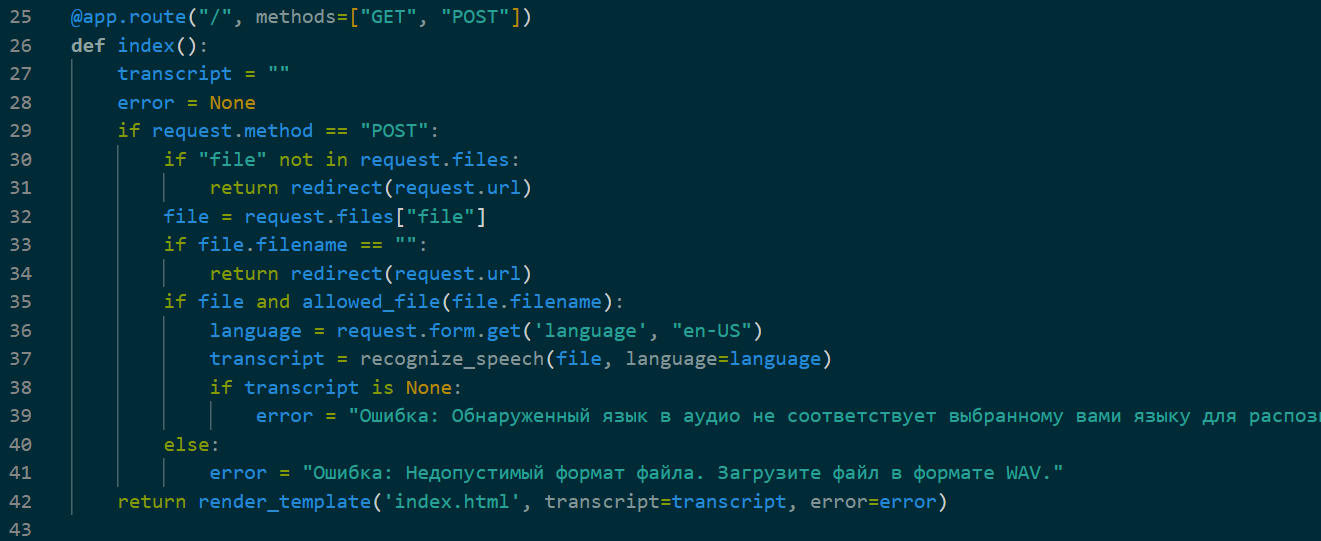 25 @app.route("/", methods=["GET", "POST"])
26 def index():
27     transcript = ""
28     error = None
29     if request.method == "POST":
30         if "file" not in request.files:
31             return redirect(request.url)
32         file = request.files["file"]
33         if file.filename == "":
34             return redirect(request.url)
35         if file and allowed_file(file.filename):
36             language = request.form.get('language', "en-US")
37             transcript = recognize_speech(file, language=language)
38             if transcript is None:
39                 error = "Ошибка: Обнаруженный язык в аудио не соответствует выбранному вами языку для
40         else:
41             error = "Ошибка: Недопустимый формат файла. Загрузите файл в формате WAV."
42     return render_template('index.html', transcript=transcript, error=error)
43